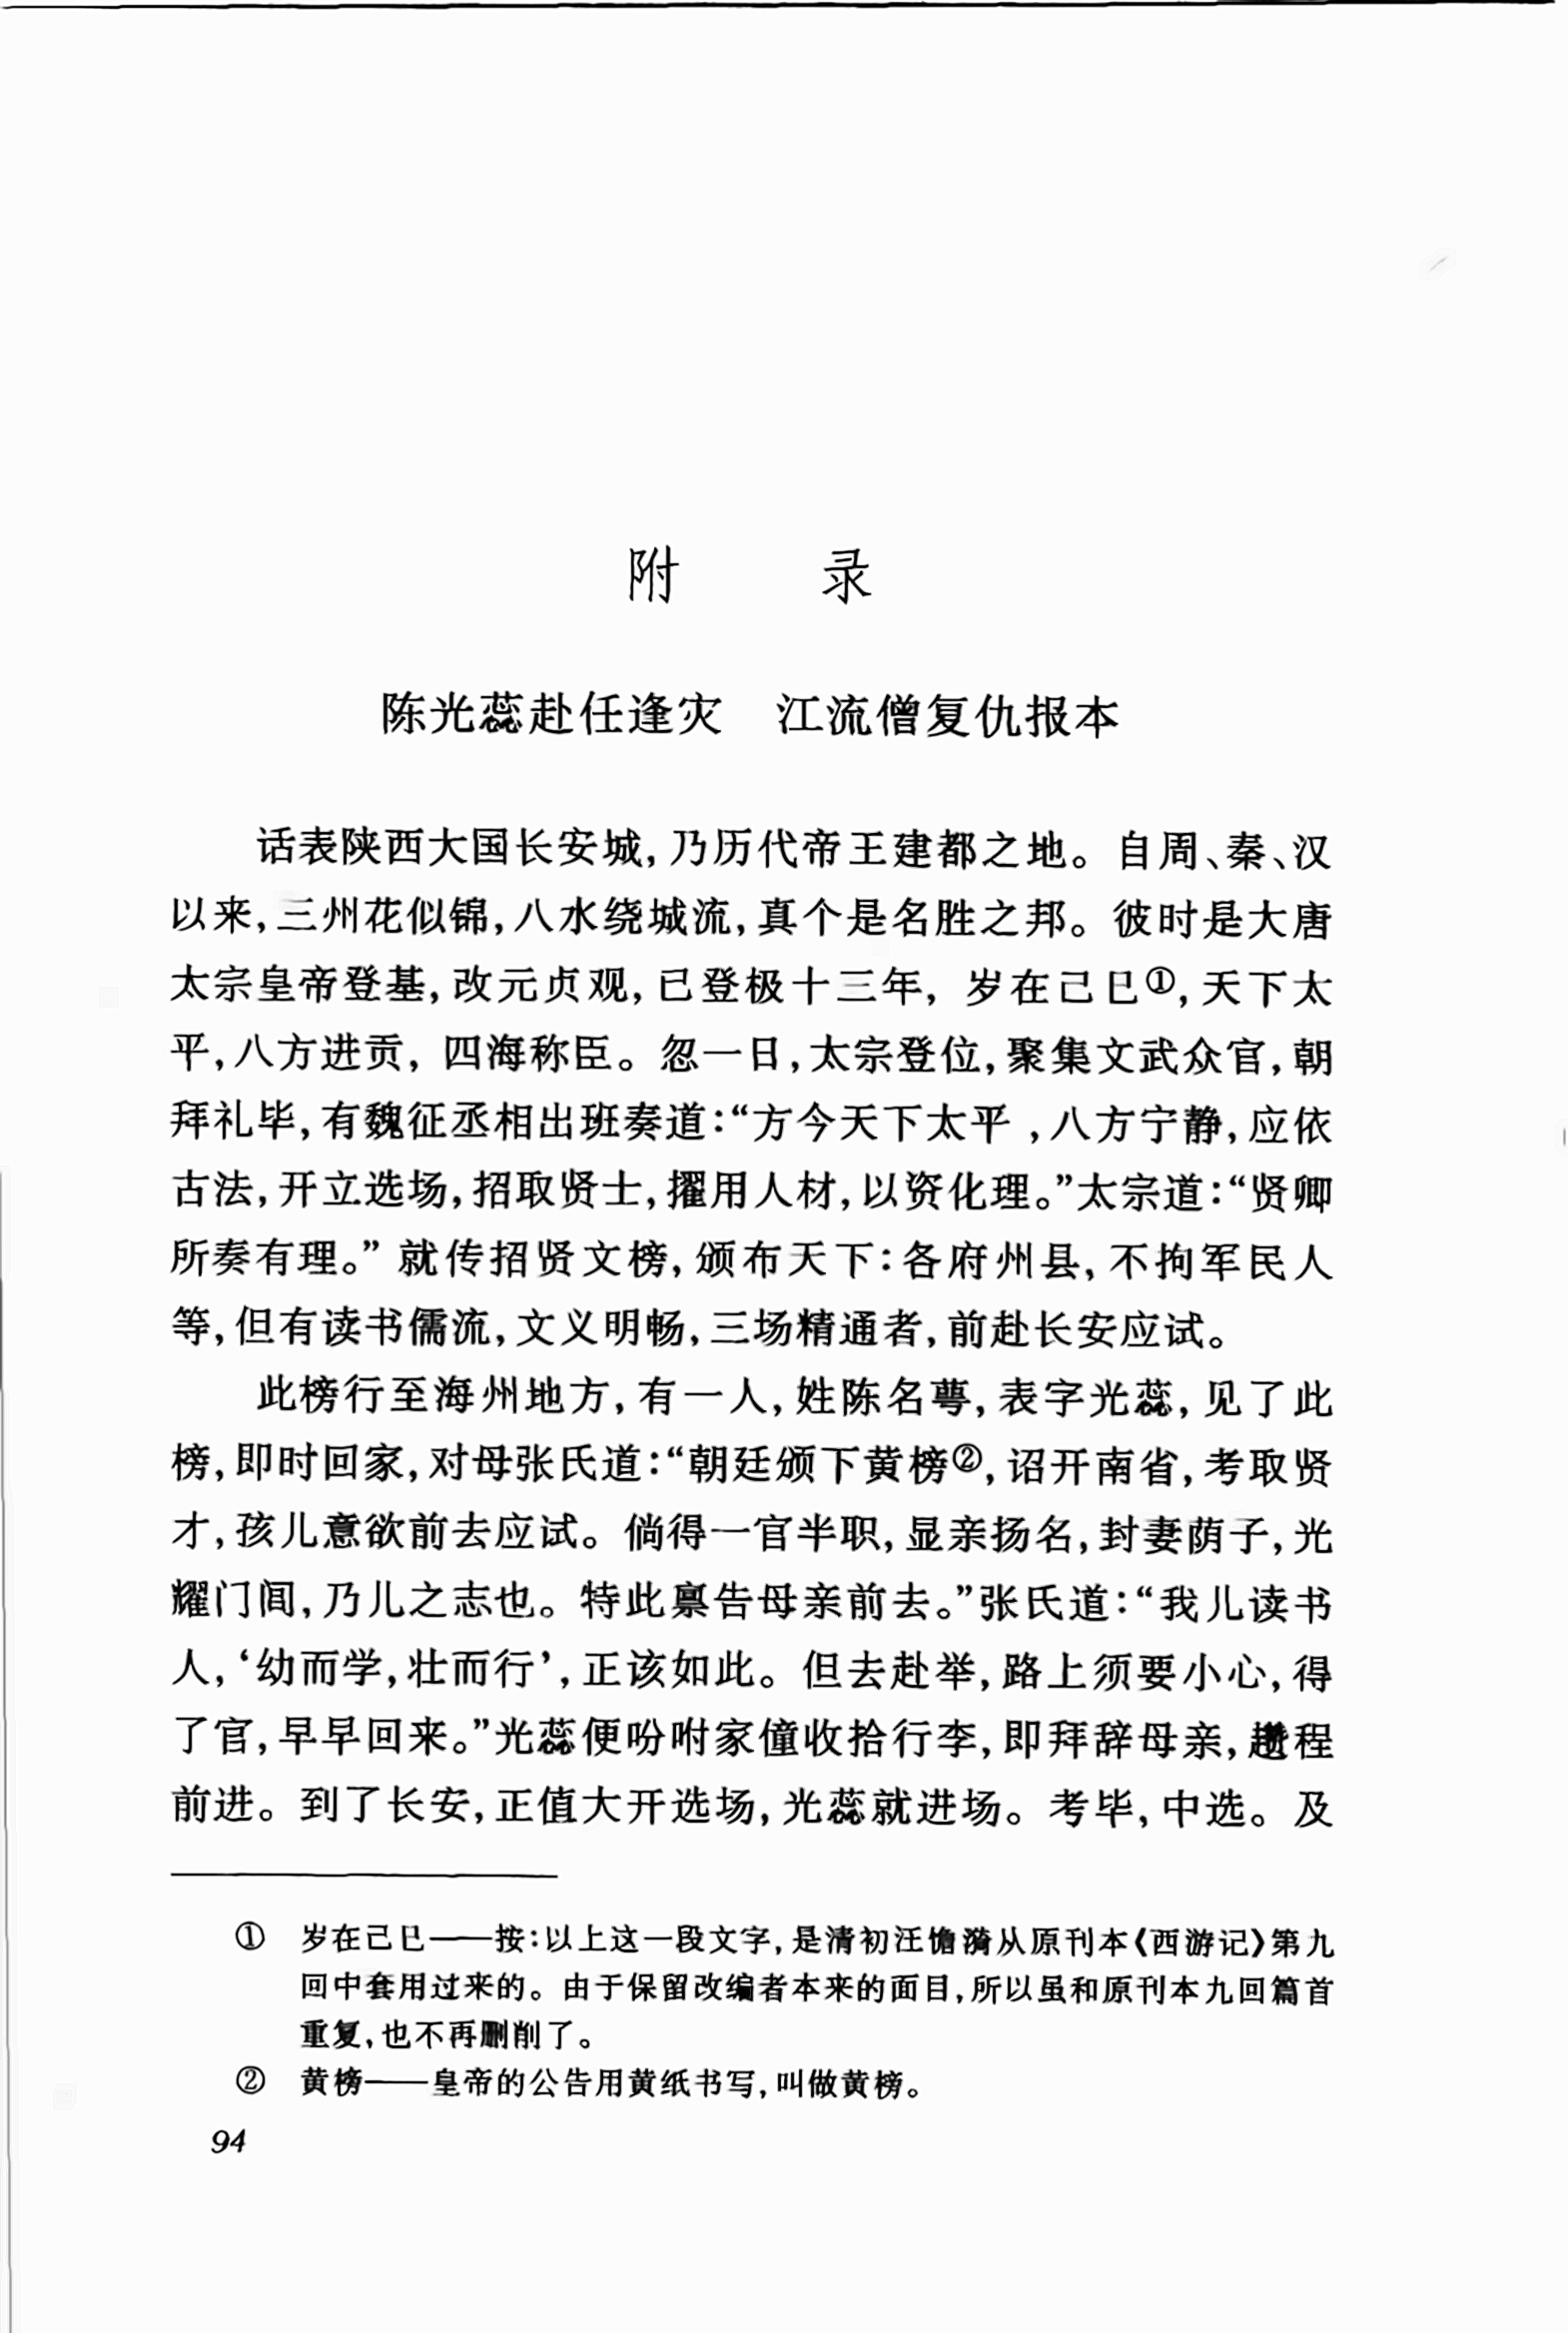 附 录
陈光蕊赴任逢灾 江流僧复仇报本
话表陕西大国长安城,乃历代帝王建都之地。自周、秦、汉
以来,三州花似锦,八水绕城流,真个是名胜之邦。彼时是大唐
太宗皇帝登基,改元贞观,已登极十三年,岁在己巳①,天下太
平,八方进贡,四海称臣。忽一日,太宗登位,聚集文武众官,朝
拜礼毕,有魏征丞相出班奏道:“方今天下太平,八方宁静,应依
古法,开立选场,招取贤士,擢用人材,以资化理。”太宗道:“贤卿
所奏有理。”就传招贤文榜,颁布天下:各府州县,不拘军民人
等,但有读书儒流,文义明畅,三场精通者,前赴长安应试。
此榜行至海州地方,有一人,姓陈名萼,表字光蕊,见了此
榜,即时回家,对母张氏道:“朝廷颁下黄榜②,诏开南省,考取贤
才,孩儿意欲前去应试。倘得一官半职,显亲扬名,封妻荫子,光
耀门闾,乃儿之志也。特此禀告母亲前去。”张氏道:“我儿读书
人,‘幼而学,壮而行’,正该如此。但去赴举,路上须要小心,得
了官,早早回来。”光蕊便吩咐家僮收拾行李,即拜辞母亲,趱程
前进。到了长安,正值大开选场,光蕊就进场。考毕,中选。及
① 岁在己巳——按:以上这一段文字,是清初汪憺漪从原刊本《西游记》第九
回中套用过来的。由于保留改编者本来的面目,所以虽和原刊本九回篇首
重复,也不再删削了。
② 黄榜——皇帝的公告用黄纸书写,叫做黄榜。
94